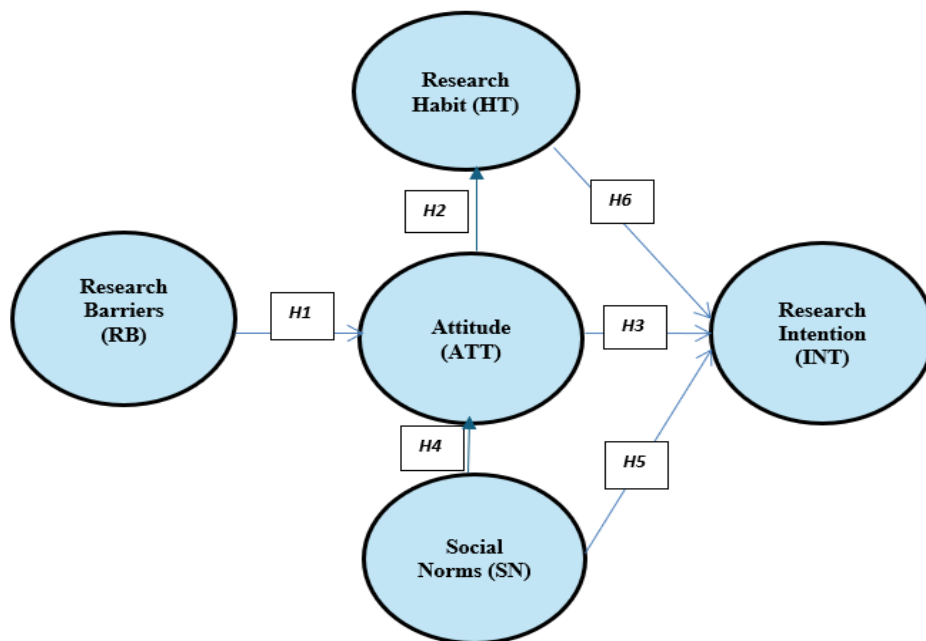 Research
Habit (HT)
H2
H6
Research
Barriers
(RB)
H1
Attitude
(ATT)
H3
Research
Intention
(INT)
H4
H5
Social
Norms (SN)